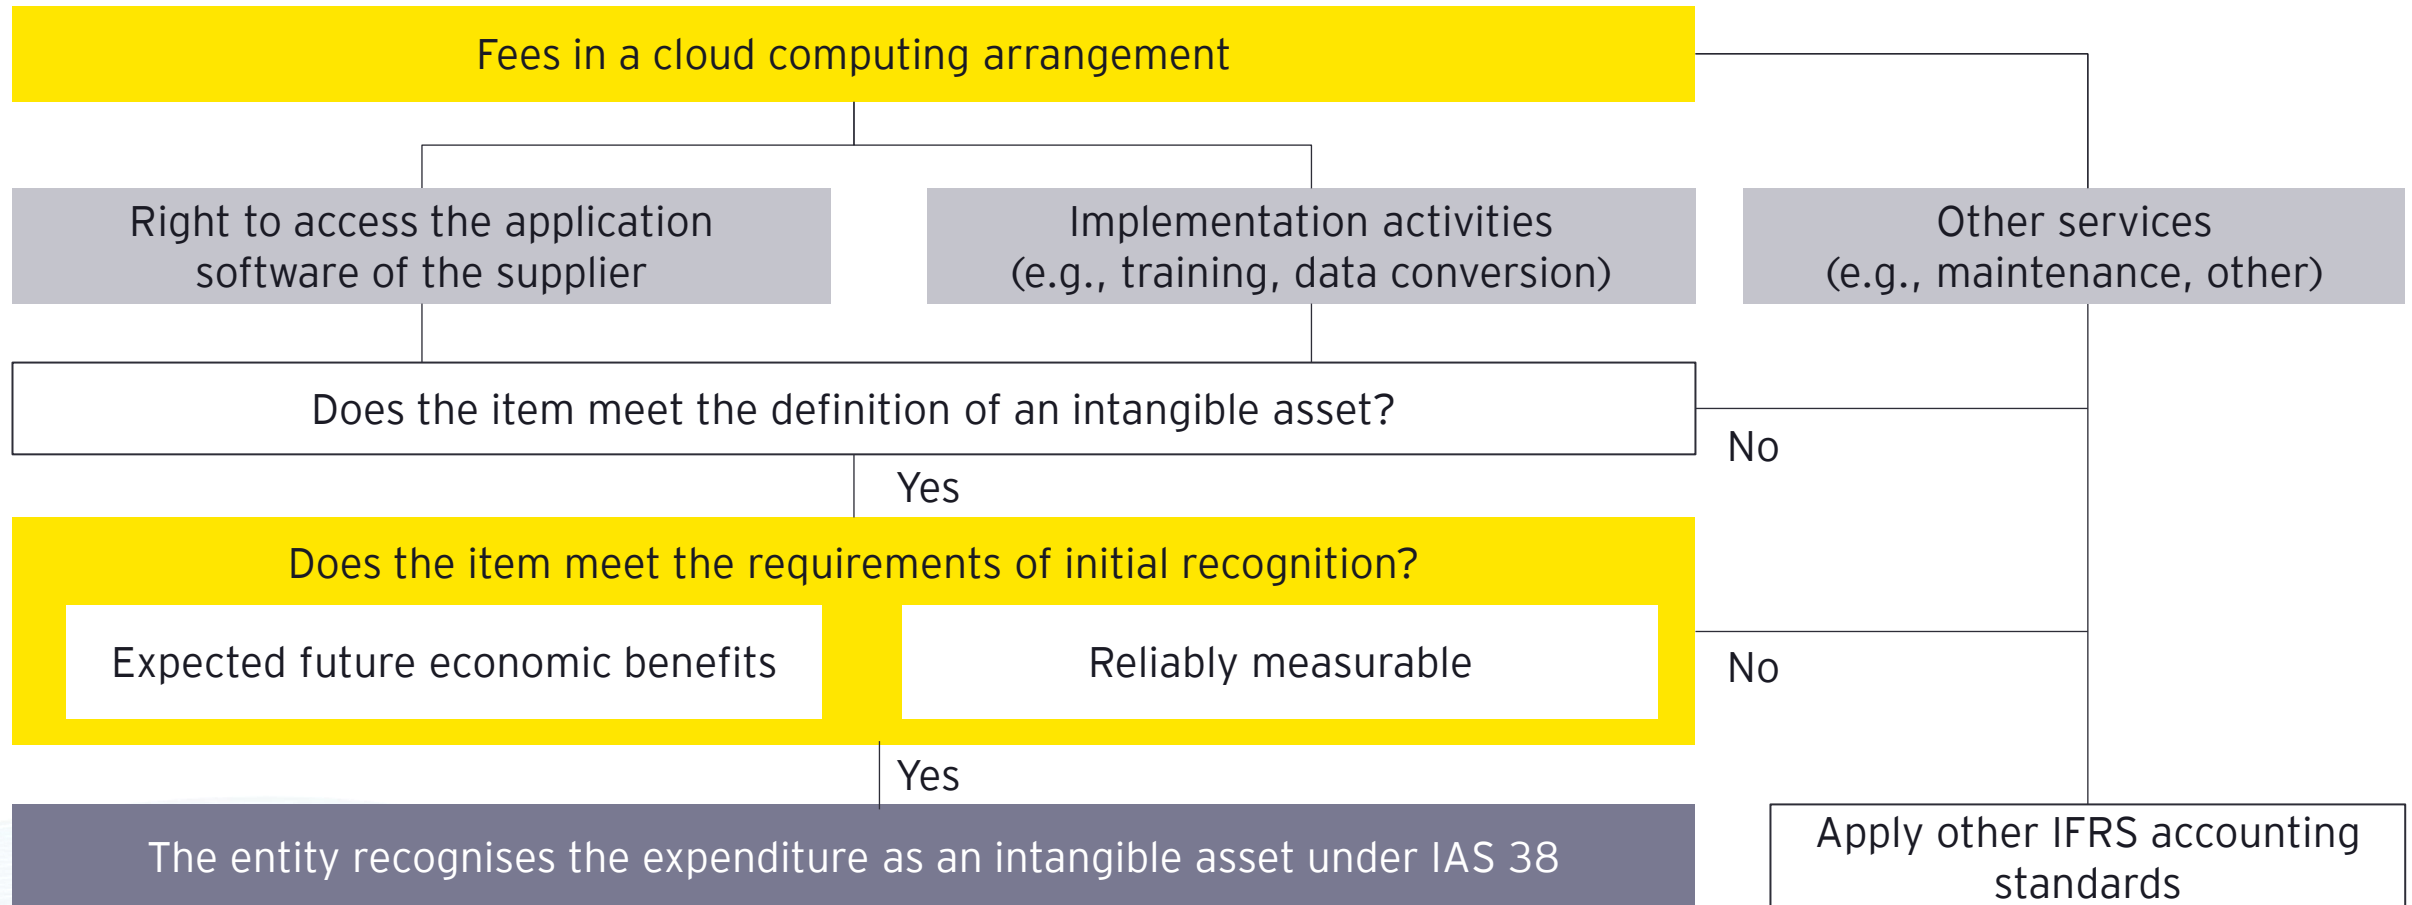 Fees in a cloud computing arrangement
Right to access the application
software of the supplier
Implementation activities
(e.g., training, data conversion)
Other services
(e.g., maintenance, other)
Does the item meet the definition of an intangible asset?
No
Yes
Does the item meet the requirements of initial recognition?
Expected future economic benefits
Reliably measurable
No
Yes
The entity recognises the expenditure as an intangible asset under IAS 38
Apply other IFRS accounting
standards